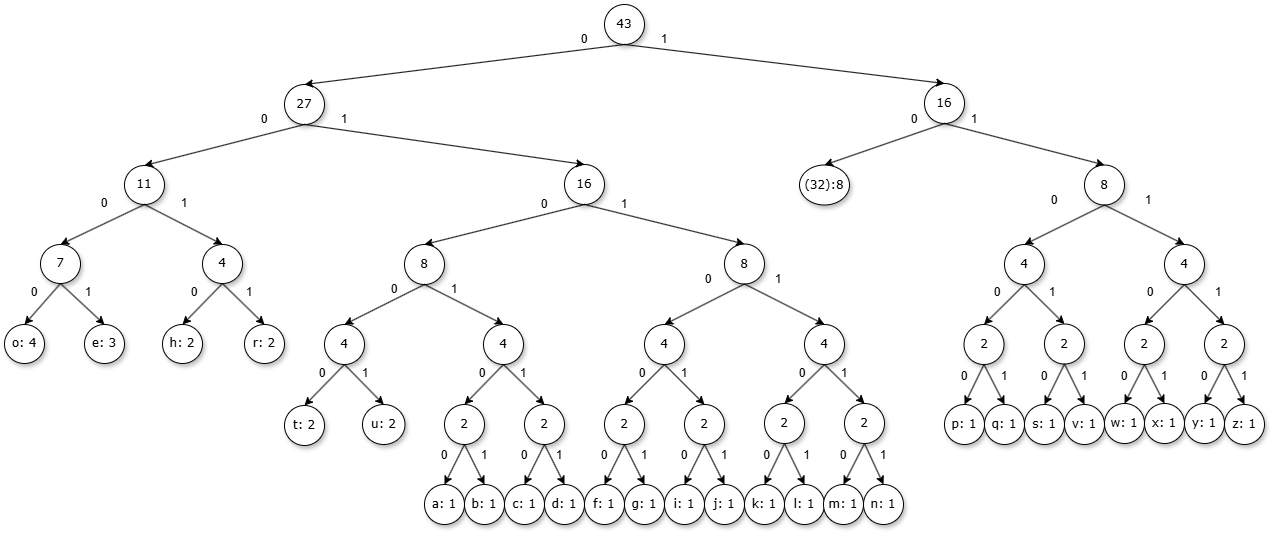 43
0 1
27 16
0 1 0 1
11 16 (32):8 8
0 1 0 1 0 1
7 4 8 8 4 4
0 1 0 1 0 1 0 1 0 1 0 1
o: 4 e: 3 h: 2 r: 2 4 4 4 4 2 2 2 2
0 1 0 1 0 1 0 1 0 1 0 1 0 1 0 1
t: 2 u: 2 2 2 2 2 2 2 p: 1 q: 1 s: 1 v: 1 w: 1 x: 1 y: 1 z: 1
0 1 0 1 0 1 0 1 0 1 0 1
a: 1 b: 1 c: 1 d: 1 f: 1 g: 1 i: 1 j: 1 k: 1 l: 1 m: 1 n: 1